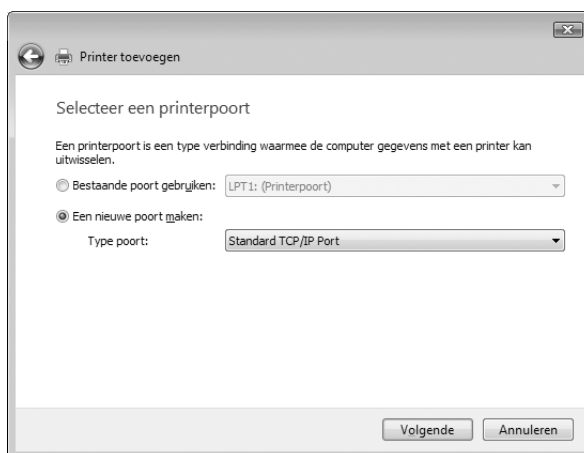 Printer toevoegen
Selecteer een printerpoort
Een printerpoort is een type verbinding waarmee de computer gegevens met een printer kan
uitwisselen.
Bestaande poort gebruiken: LPT1: (Printerpoort)
Een nieuwe poort maken:
Type poort: Standard TCP/IP Port
Volgende Annuleren